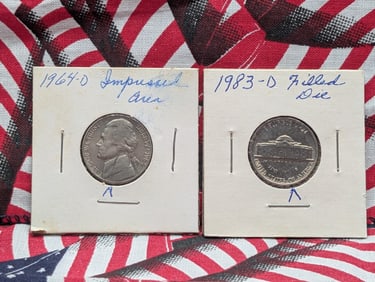 1964-D Impressed
Area
1983-D Filled
Die